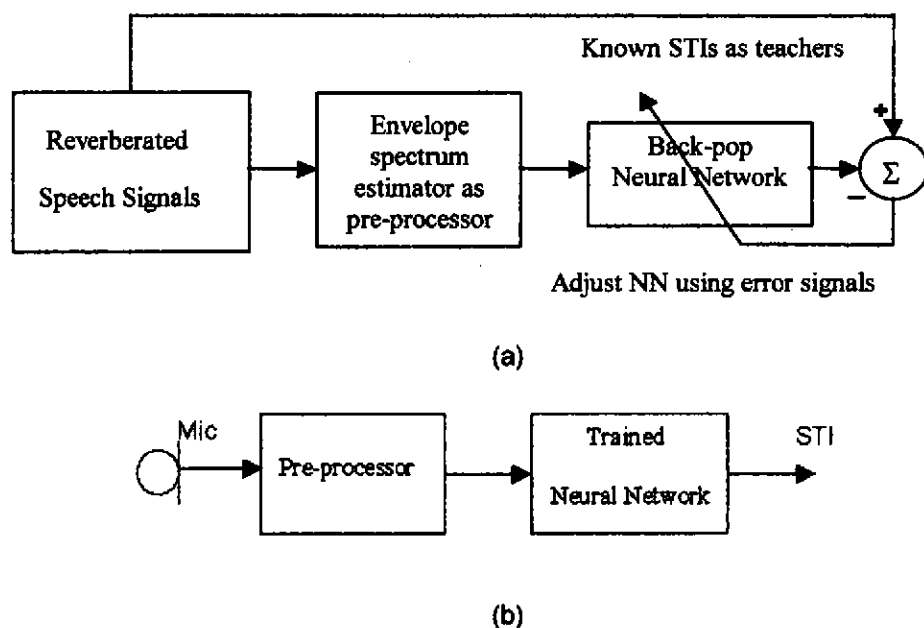 Known STIs as teachers
Reverberated
Speech Signals
Envelope
spectrum
estimator as
pre-processor
Back-pop
Neural Network
+
Σ
−
Adjust NN using error signals
(a)
Mic
Pre-processor
Trained
Neural Network
STI
(b)